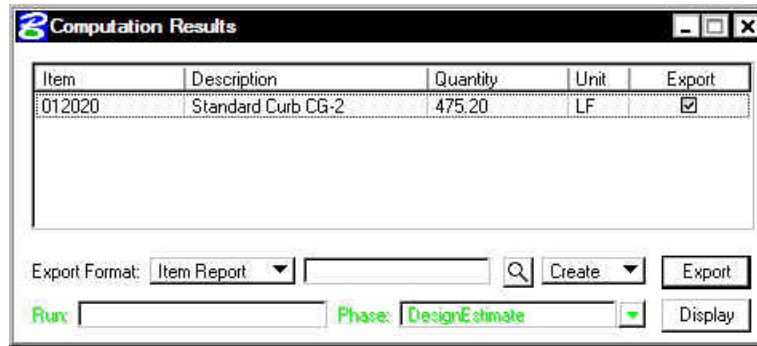 Computation Results
Item Description Quantity Unit Export
012020 Standard Curb CG-2 475.20 LF
Export Format: Item Report Create Export
Run: Phase: DesignEstimate Display